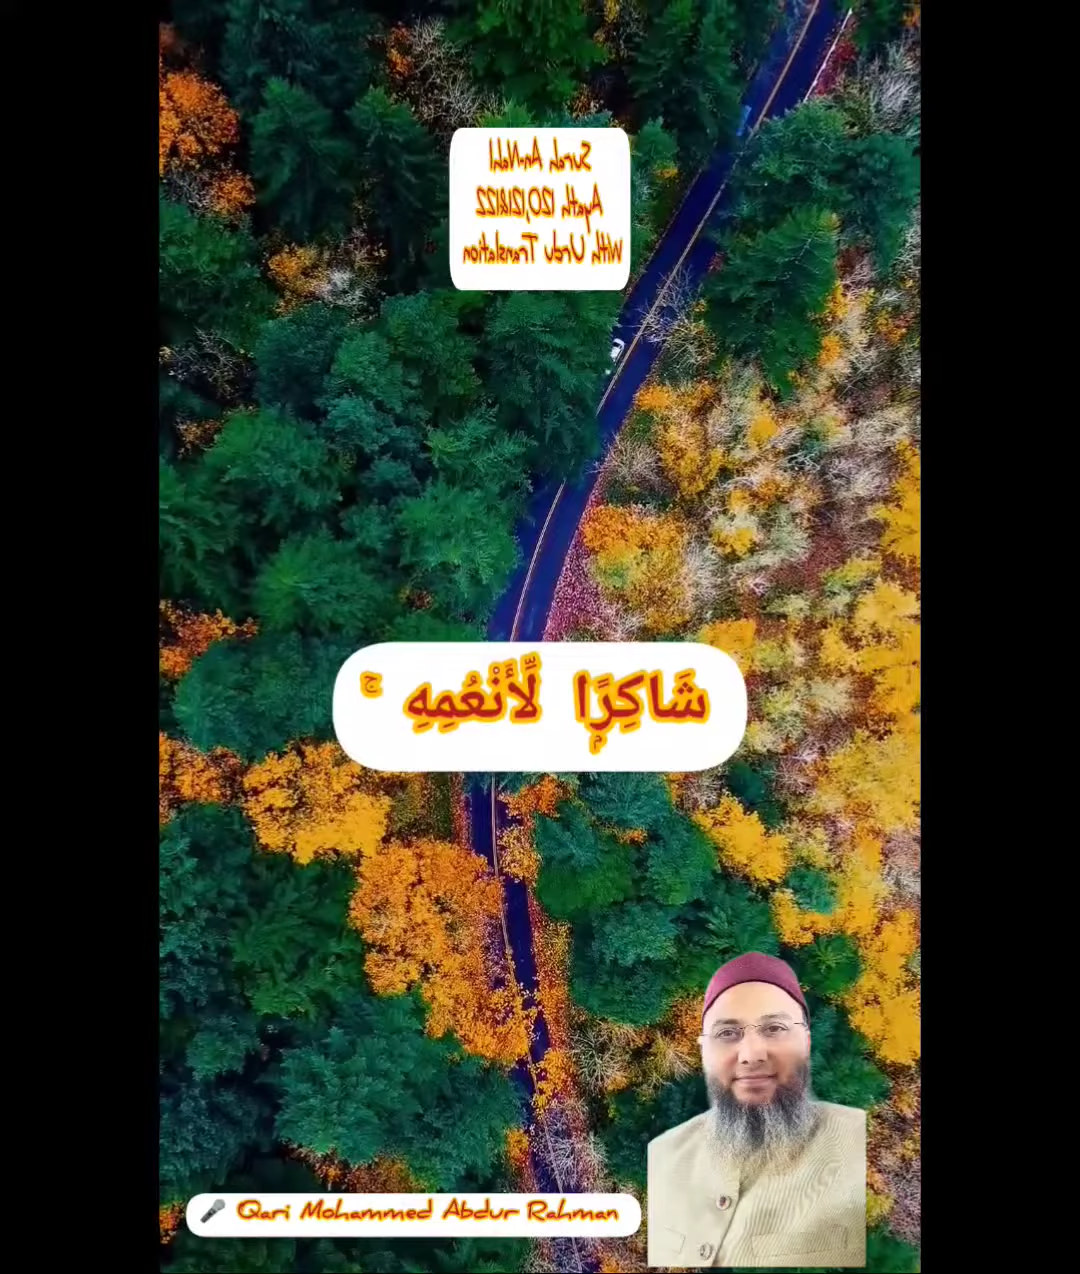 Surah An-Nahl
Ayath 120,121&122
With Urdu Translation
شَاكِرًۭا لِّأَنْعُمِهِ ۚ
Qari Mohammed Abdur Rahman